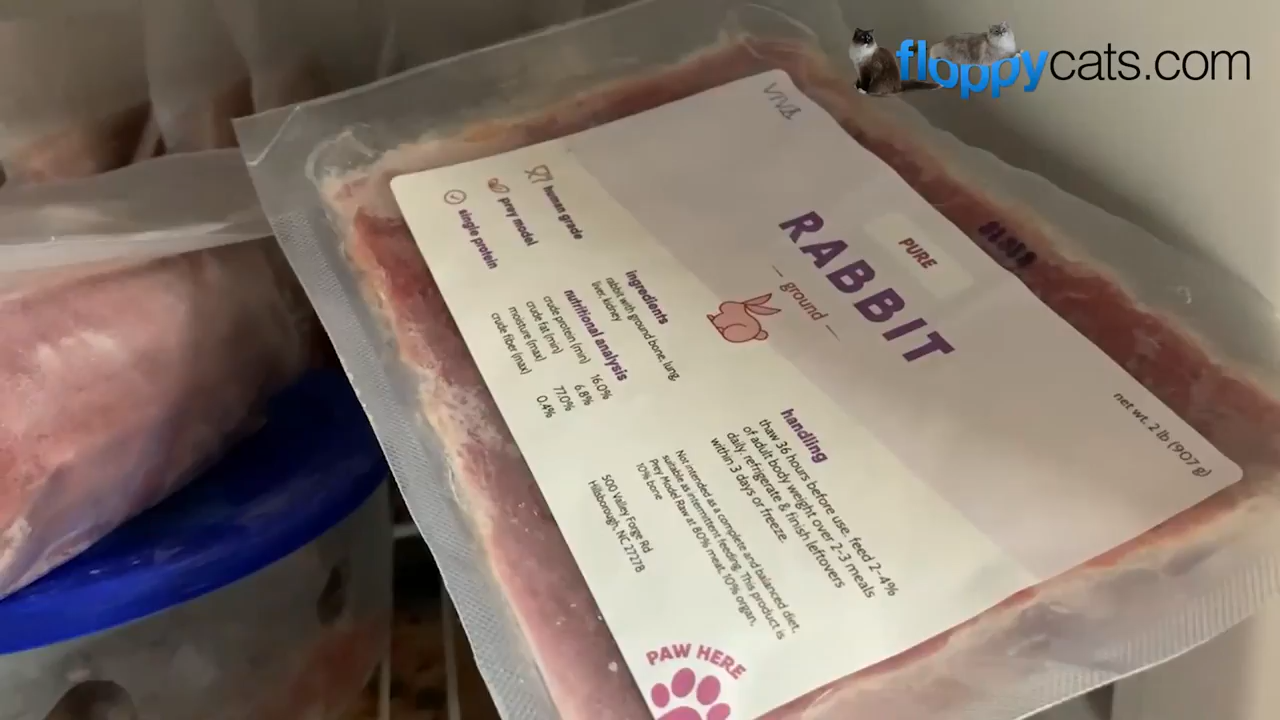 floppycats.com
VIVA
PURE
RABBIT
ground
net wt. 2 lb (907 g)
human grade
prey model
single protein
ingredients
rabbit with ground bone, lung,
liver, kidney
nutritional analysis
crude protein (min) 16.0%
crude fat (min) 6.8%
moisture (max) 77.0%
crude fiber (max) 0.4%
handling
thaw 36 hours before use. feed 2-4%
of adult body weight over 2-3 meals
daily. refrigerate & finish leftovers
within 3 days or freeze.
Not intended as a complete and balanced diet,
suitable as intermittent feeding. This product is
Prey Model Raw at 80% meat, 10% organ,
10% bone
500 Valley Forge Rd
Hillsborough, NC 27278
PAW HERE